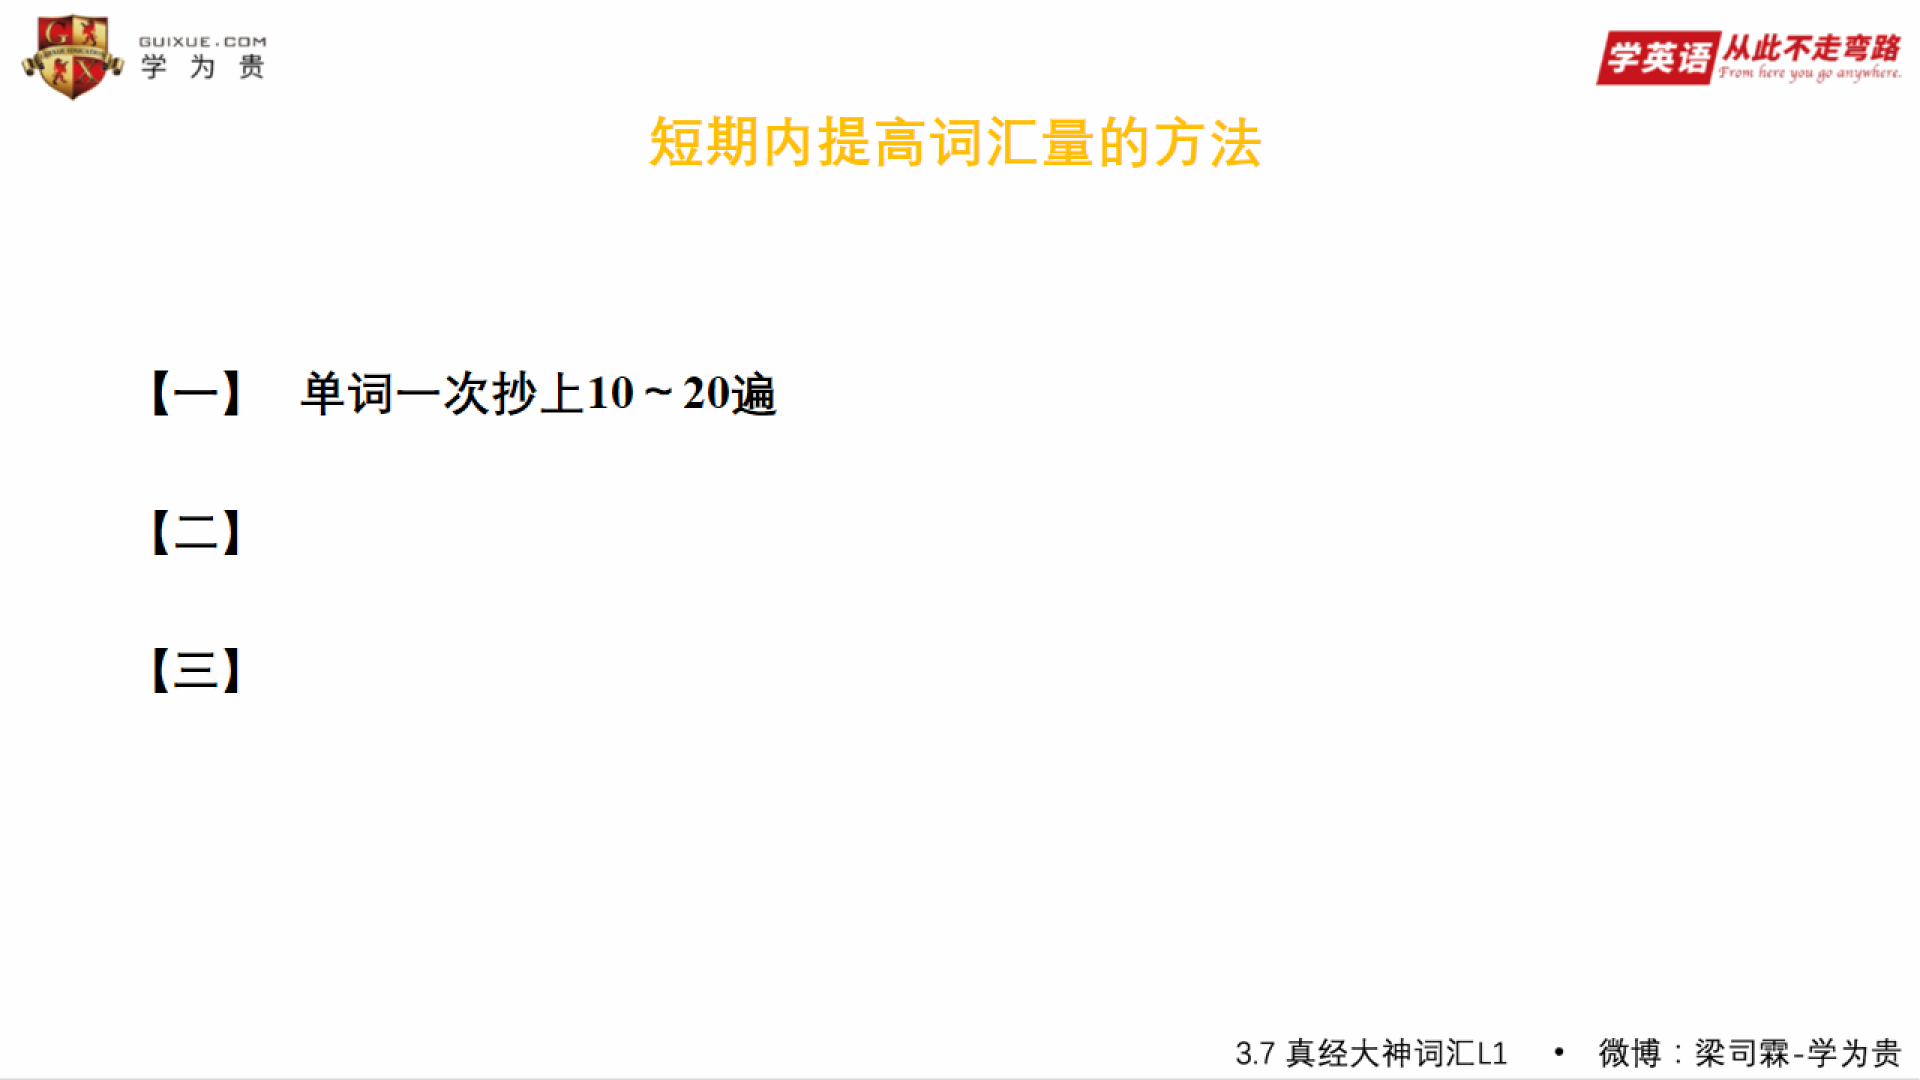 GUIXUE.COM
学为贵
学英语 从此不走弯路
From here you go anywhere.
短期内提高词汇量的方法
【一】 单词一次抄上10~20遍
【二】
【三】
3.7 真经大神词汇L1 • 微博：梁司霖-学为贵